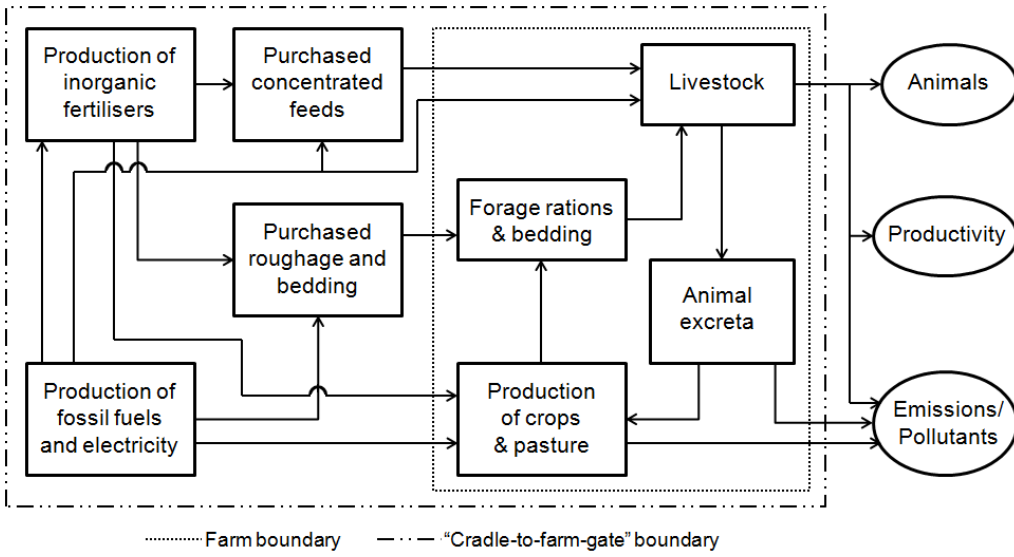 Production of
inorganic
fertilisers
Purchased
concentrated
feeds
Livestock
Animals
Purchased
roughage and
bedding
Forage rations
& bedding
Productivity
Animal
excreta
Production of
fossil fuels
and electricity
Production
of crops
& pasture
Emissions/
Pollutants
Farm boundary
“Cradle-to-farm-gate” boundary